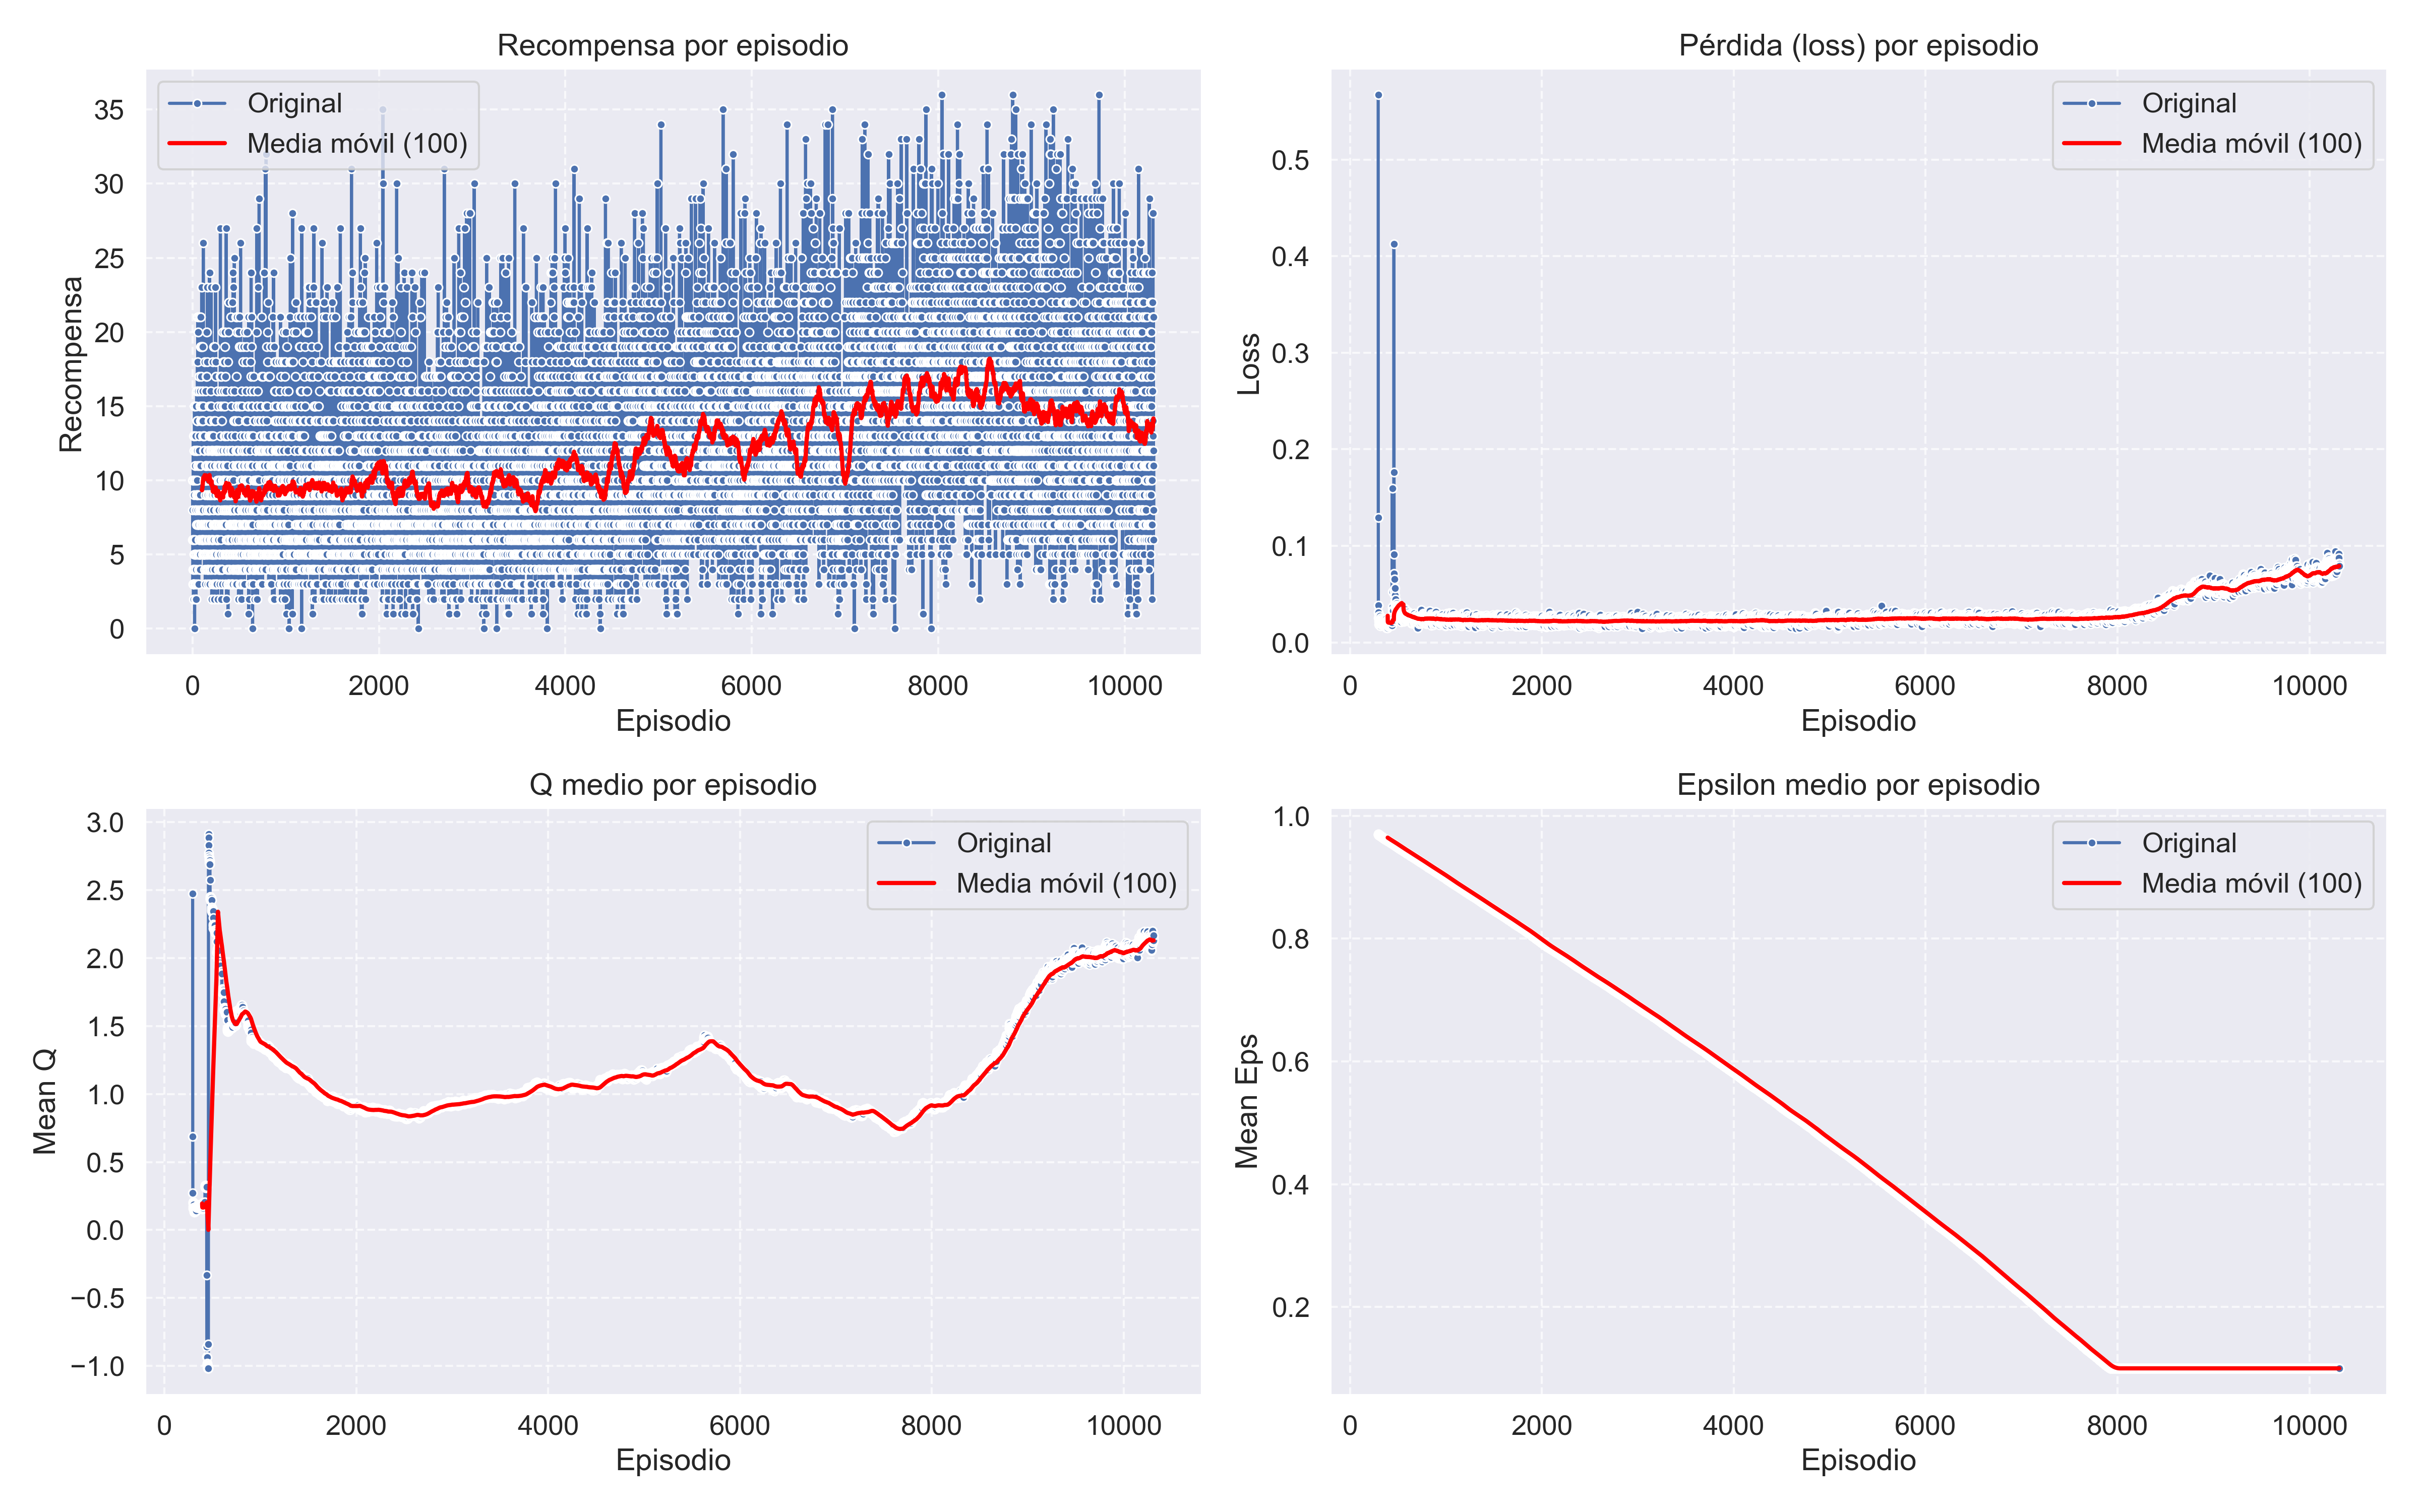 Recompensa por episodio
Original
Media móvil (100)
Recompensa
35
30
25
20
15
10
5
0
0 2000 4000 6000 8000 10000
Episodio
Pérdida (loss) por episodio
Original
Media móvil (100)
Loss
0.5
0.4
0.3
0.2
0.1
0.0
0 2000 4000 6000 8000 10000
Episodio
Q medio por episodio
Original
Media móvil (100)
Mean Q
3.0
2.5
2.0
1.5
1.0
0.5
0.0
−0.5
−1.0
0 2000 4000 6000 8000 10000
Episodio
Epsilon medio por episodio
Original
Media móvil (100)
Mean Eps
1.0
0.8
0.6
0.4
0.2
0 2000 4000 6000 8000 10000
Episodio